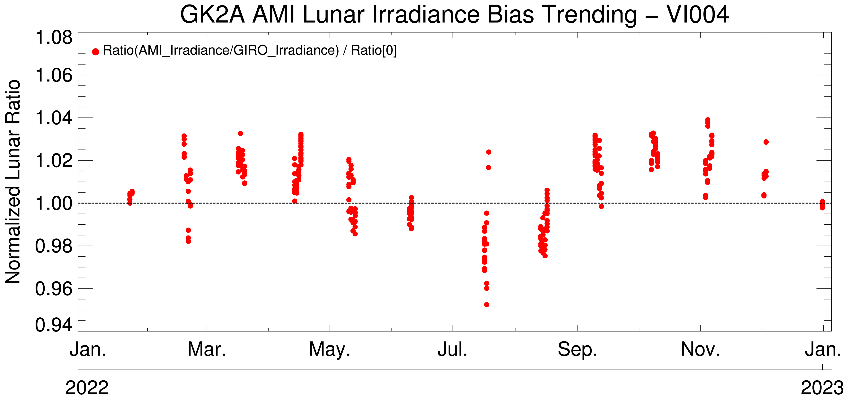 GK2A AMI Lunar Irradiance Bias Trending − VI004
Ratio(AMI_Irradiance/GIRO_Irradiance) / Ratio[0]
Normalized Lunar Ratio
1.08
1.06
1.04
1.02
1.00
0.98
0.96
0.94
Jan. Mar. May. Jul. Sep. Nov. Jan.
2022 2023